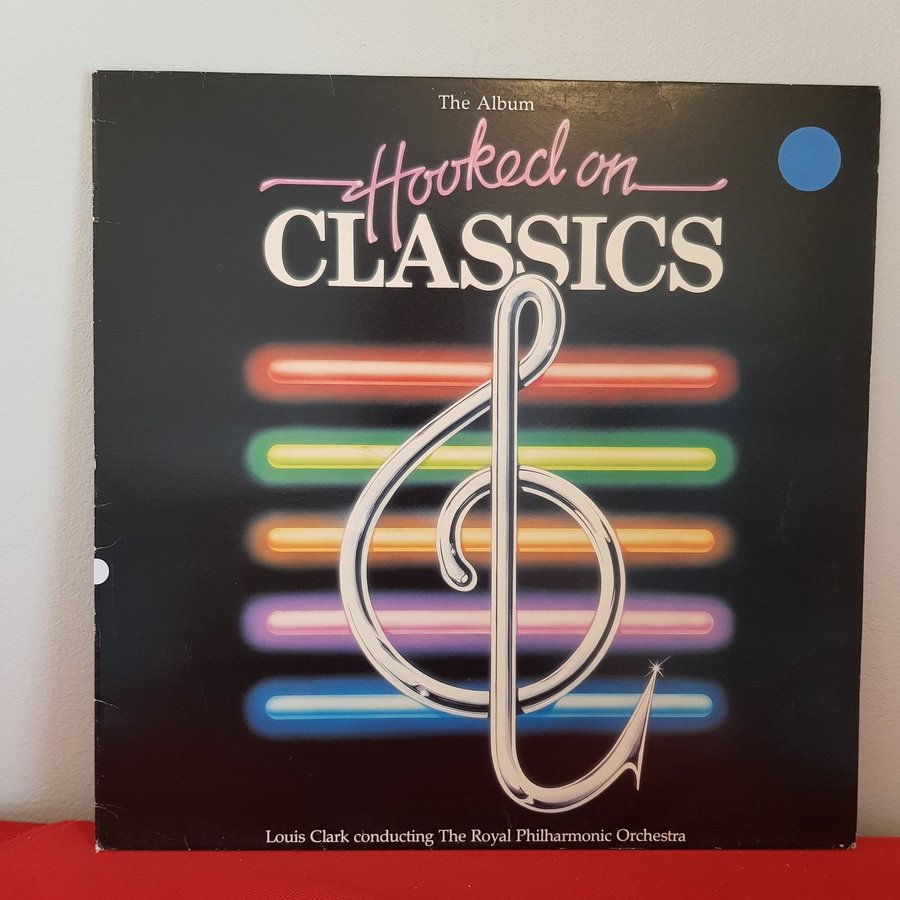 The Album
Hooked on
CLASSICS
Louis Clark conducting The Royal Philharmonic Orchestra